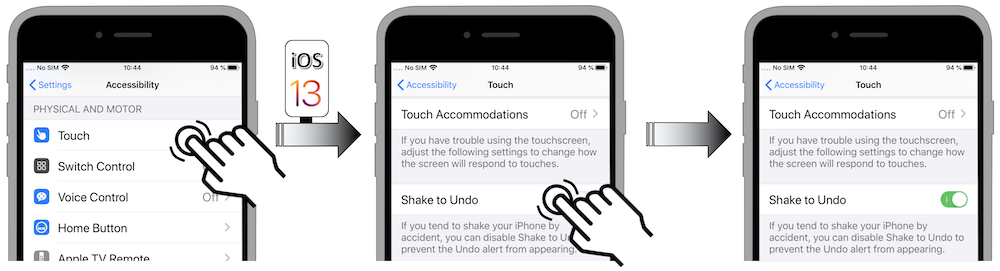 .... No SIM 10:44 94 %
Settings Accessibility
PHYSICAL AND MOTOR
Touch
Switch Control
Voice Control Off
Home Button
Apple TV Remote
iOS
13
.... No SIM 10:44 94 %
Accessibility Touch
Touch Accommodations Off
If you have trouble using the touchscreen,
adjust the following settings to change how
the screen will respond to touches.
Shake to Undo
If you tend to shake your iPhone by
accident, you can disable Shake to
prevent the Undo alert from appearing.
.... No SIM 10:44 94 %
Accessibility Touch
Touch Accommodations Off
If you have trouble using the touchscreen,
adjust the following settings to change how
the screen will respond to touches.
Shake to Undo
If you tend to shake your iPhone by
accident, you can disable Shake to Undo to
prevent the Undo alert from appearing.